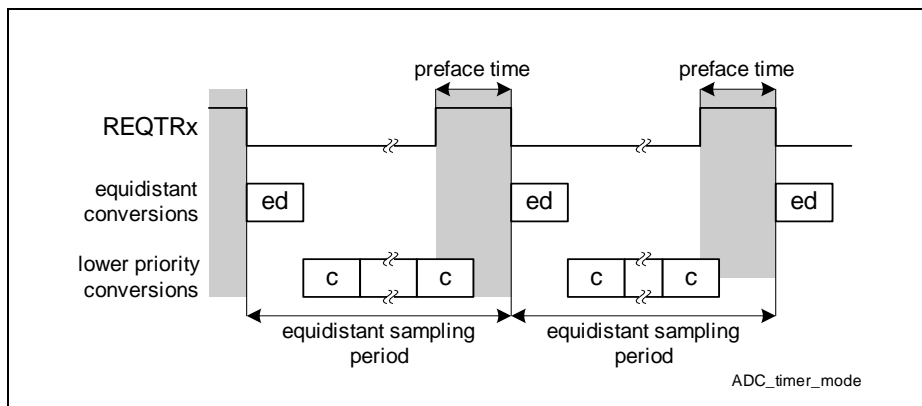 preface time preface time
REQTRx
equidistant
conversions
ed ed ed
lower priority
conversions
c c c c
equidistant sampling
period
equidistant sampling
period
ADC_timer_mode